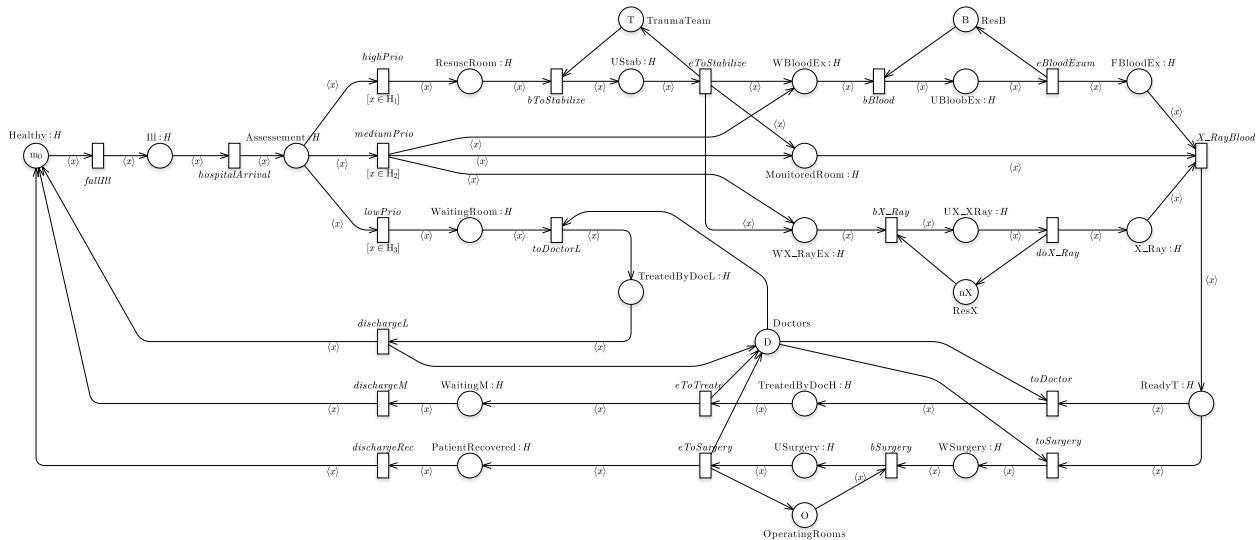 T TraumaTeam
B ResB
highPrio
ResuscRoom : H
UStab : H
eToStabilize
WBloodEx : H
eBloodExam
FBloodEx : H
⟨x⟩ ⟨x⟩ ⟨x⟩ ⟨x⟩ ⟨x⟩ ⟨x⟩ ⟨x⟩ ⟨x⟩ ⟨x⟩ ⟨x⟩
[x ∈ H₁]
bToStabilize
bBlood
UBloobEx : H
⟨x⟩
Healthy : H
Ill : H
Assessement : H
mediumPrio
⟨x⟩
⟨x⟩
X_RayBlood
m₀ ⟨x⟩ ⟨x⟩ ⟨x⟩ ⟨x⟩ ⟨x⟩ ⟨x⟩ ⟨x⟩
fallIll
hospitalArrival
[x ∈ H₂]
⟨x⟩
MonitoredRoom : H
lowPrio
WaitingRoom : H
bX_Ray
UX_XRay : H
⟨x⟩
⟨x⟩ ⟨x⟩ ⟨x⟩ ⟨x⟩ ⟨x⟩ ⟨x⟩ ⟨x⟩ ⟨x⟩ ⟨x⟩
[x ∈ H₃]
toDoctorL
WX_RayEx : H
doX_Ray
X_Ray : H
TreatedByDocL : H
⟨x⟩
nX
ResX
dischargeL
Doctors
⟨x⟩ ⟨x⟩
D
dischargeM
WaitingM : H
eToTreate
TreatedByDocH : H
toDoctor
ReadyT : H
⟨x⟩ ⟨x⟩ ⟨x⟩ ⟨x⟩ ⟨x⟩ ⟨x⟩
dischargeRec
PatientRecovered : H
eToSurgery
USurgery : H
bSurgery
WSurgery : H
toSurgery
⟨x⟩ ⟨x⟩ ⟨x⟩ ⟨x⟩ ⟨x⟩ ⟨x⟩ ⟨x⟩ ⟨x⟩
O
OperatingRooms